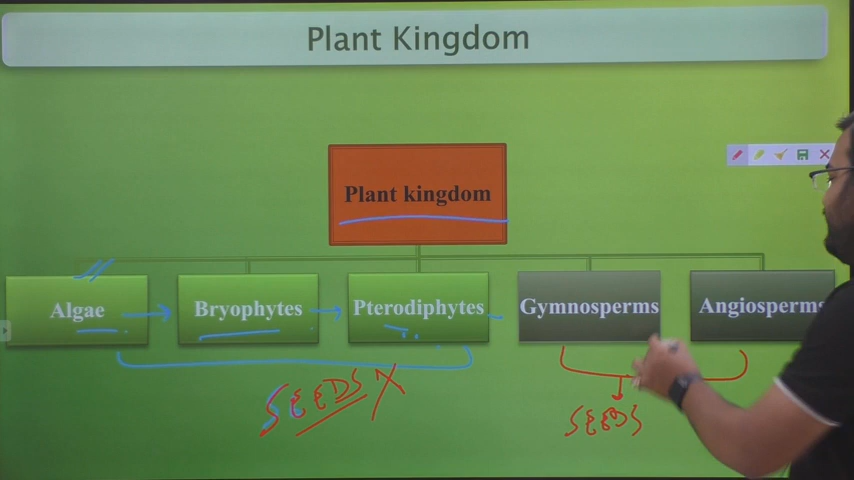 Plant Kingdom
Plant kingdom
Algae
Bryophytes
Pterodiphytes
Gymnosperms
Angiosperms
SEEDS X
SEEDS